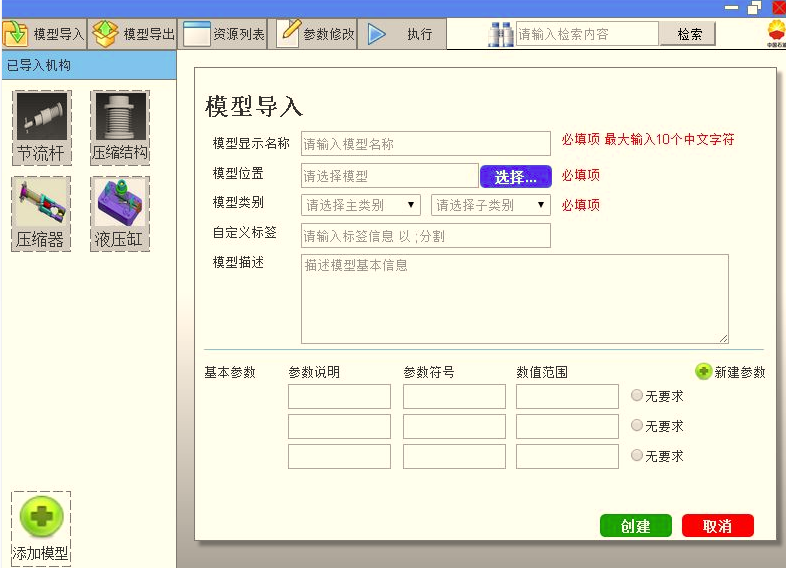 模型导入 模型导出 资源列表 参数修改 执行 请输入检索内容 检索
中国石油
已导入机构
节流杆 压缩结构
压缩器 液压缸
添加模型
模型导入
模型显示名称 请输入模型名称 必填项 最大输入10个中文字符
模型位置 请选择模型 选择... 必填项
模型类别 请选择主类别 请选择子类别 必填项
自定义标签 请输入标签信息 以 ;分割
模型描述 描述模型基本信息
基本参数 参数说明 参数符号 数值范围 新建参数
无要求
无要求
无要求
创建 取消